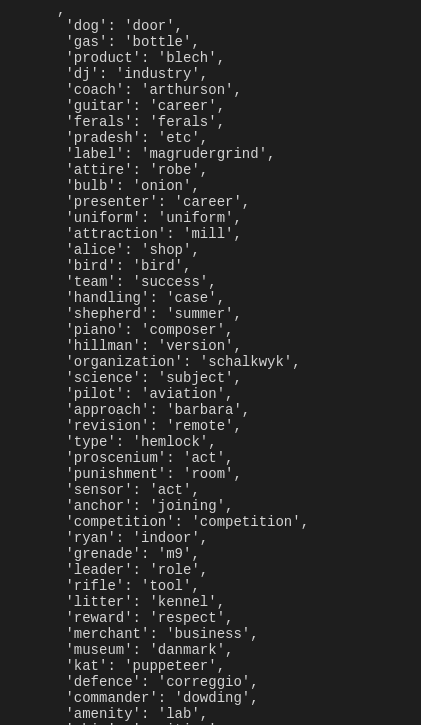 ,
'dog': 'door',
'gas': 'bottle',
'product': 'blech',
'dj': 'industry',
'coach': 'arthurson',
'guitar': 'career',
'ferals': 'ferals',
'pradesh': 'etc',
'label': 'magrudergrind',
'attire': 'robe',
'bulb': 'onion',
'presenter': 'career',
'uniform': 'uniform',
'attraction': 'mill',
'alice': 'shop',
'bird': 'bird',
'team': 'success',
'handling': 'case',
'shepherd': 'summer',
'piano': 'composer',
'hillman': 'version',
'organization': 'schalkwyk',
'science': 'subject',
'pilot': 'aviation',
'approach': 'barbara',
'revision': 'remote',
'type': 'hemlock',
'proscenium': 'act',
'punishment': 'room',
'sensor': 'act',
'anchor': 'joining',
'competition': 'competition',
'ryan': 'indoor',
'grenade': 'm9',
'leader': 'role',
'rifle': 'tool',
'litter': 'kennel',
'reward': 'respect',
'merchant': 'business',
'museum': 'danmark',
'kat': 'puppeteer',
'defence': 'correggio',
'commander': 'dowding',
'amenity': 'lab',